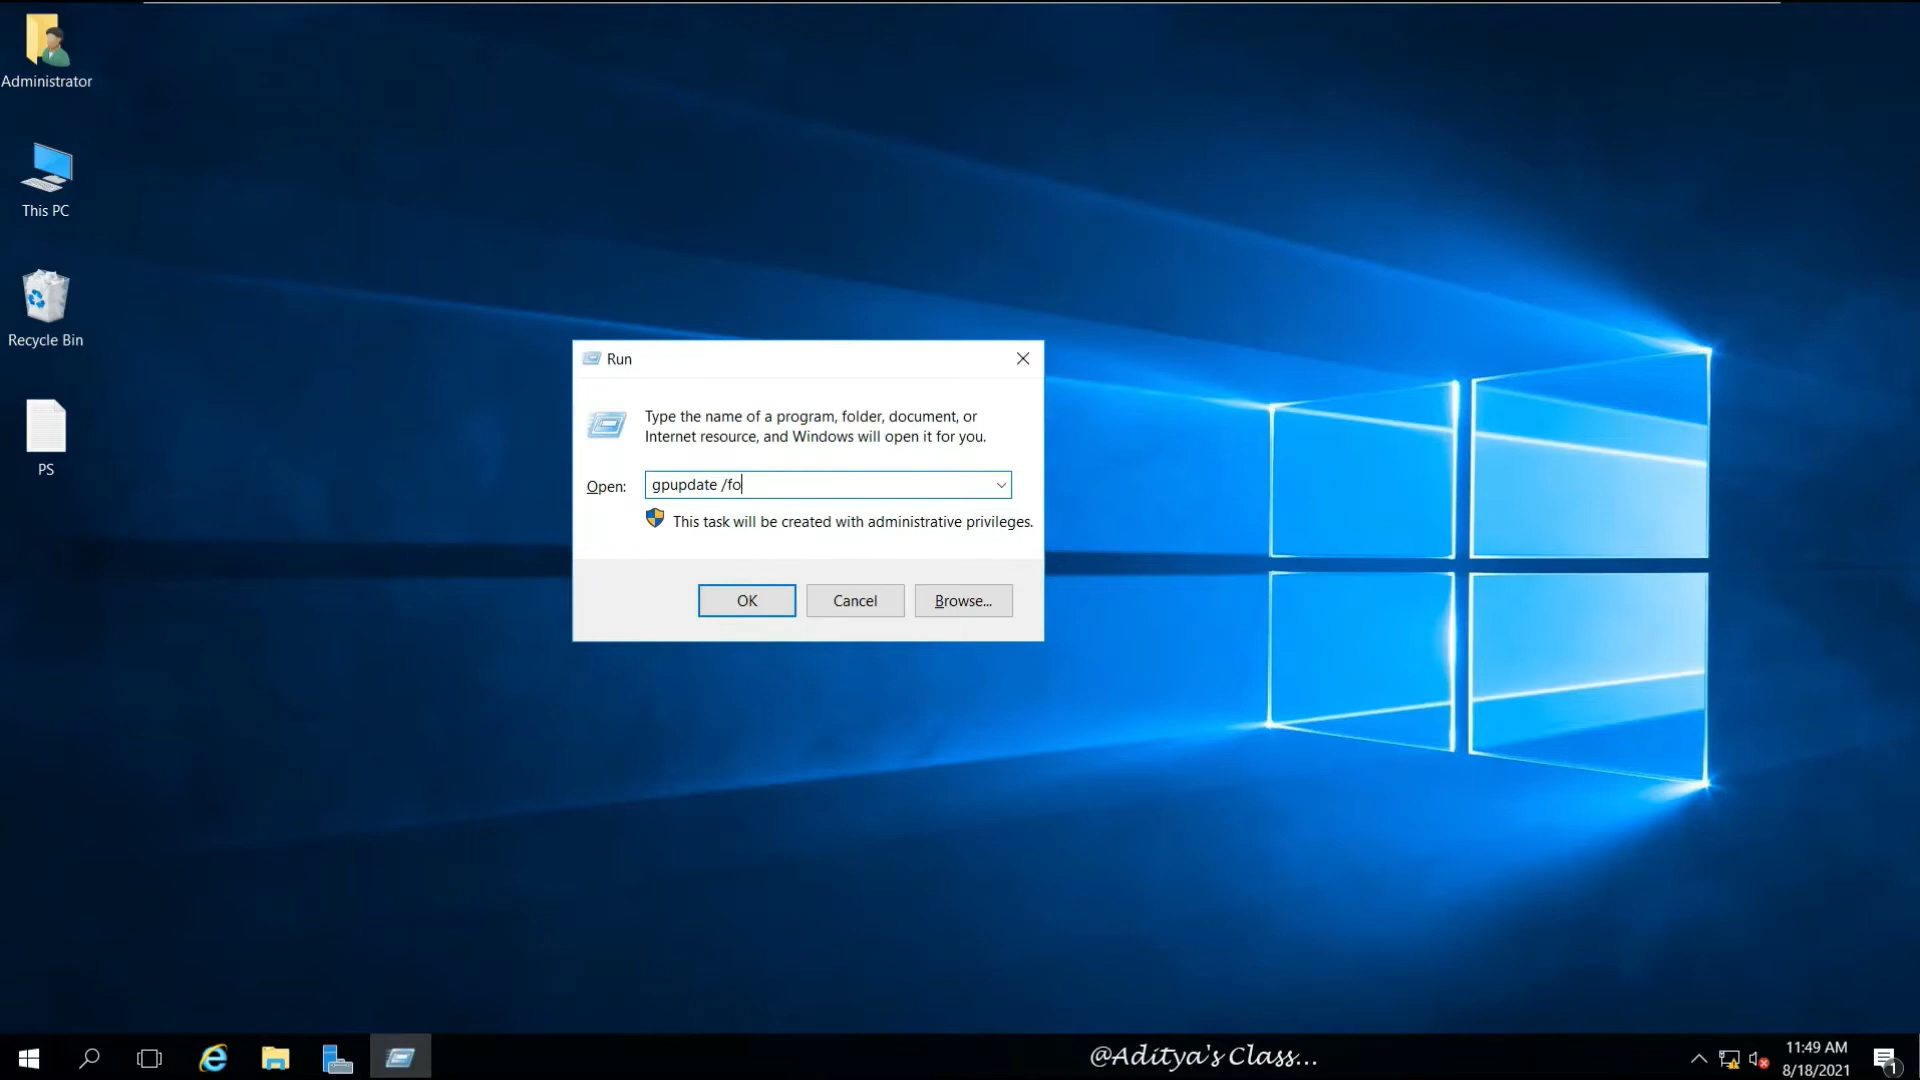 Administrator
This PC
Recycle Bin
PS
Run
Type the name of a program, folder, document, or
Internet resource, and Windows will open it for you.
Open:
gpupdate /fo
This task will be created with administrative privileges.
OK
Cancel
Browse...
@Aditya's Class...
11:49 AM
8/18/2021
1